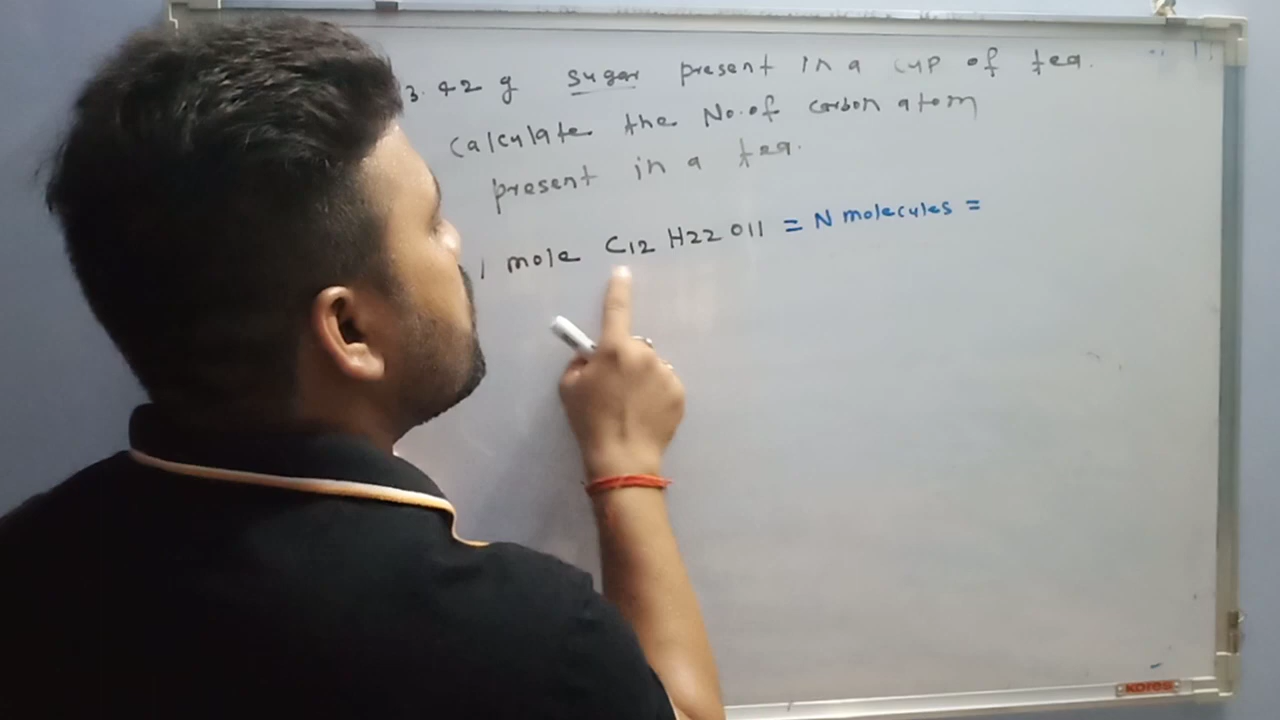 3.42 g Sugar present in a cup of tea.
Calculate the No. of carbon atom
present in a tea.
1 mole C12 H22 O11 = N molecules =
kores